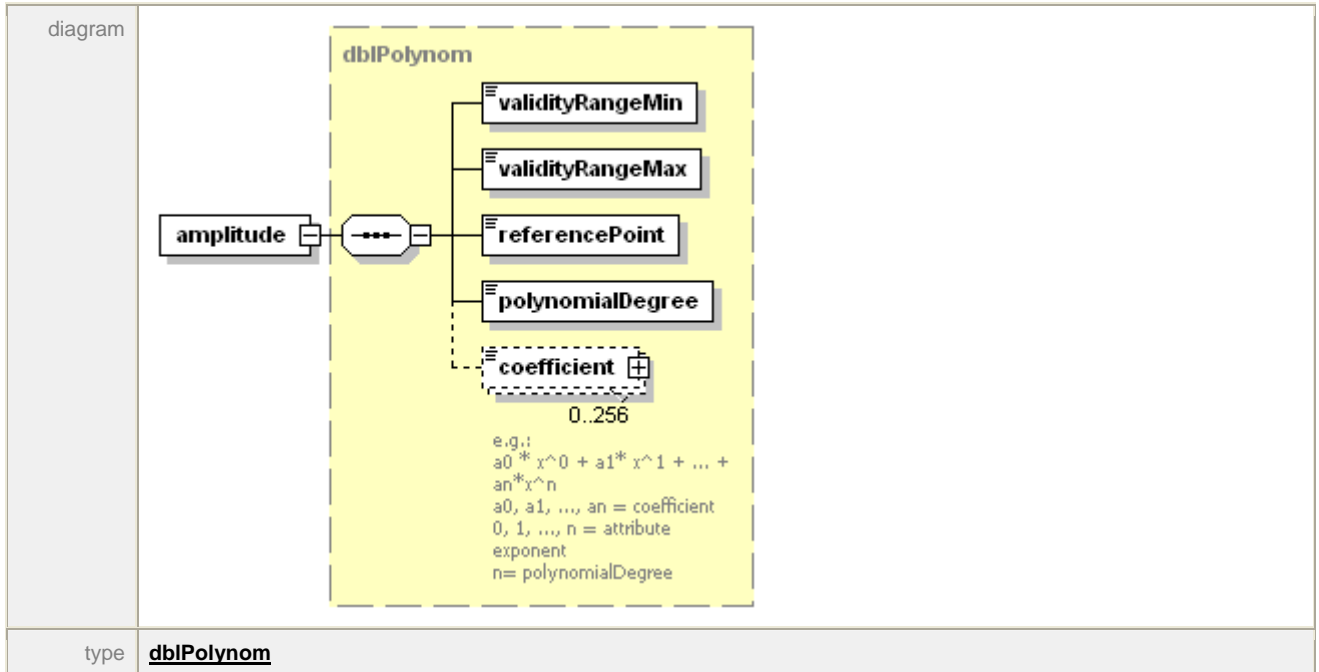 diagram
dblPolynom
validityRangeMin
validityRangeMax
amplitude
referencePoint
polynomialDegree
coefficient
0..256
e.g.:
a0 * x^0 + a1* x^1 + ... +
an*x^n
a0, a1, ..., an = coefficient
0, 1, ..., n = attribute
exponent
n= polynomialDegree
type dblPolynom